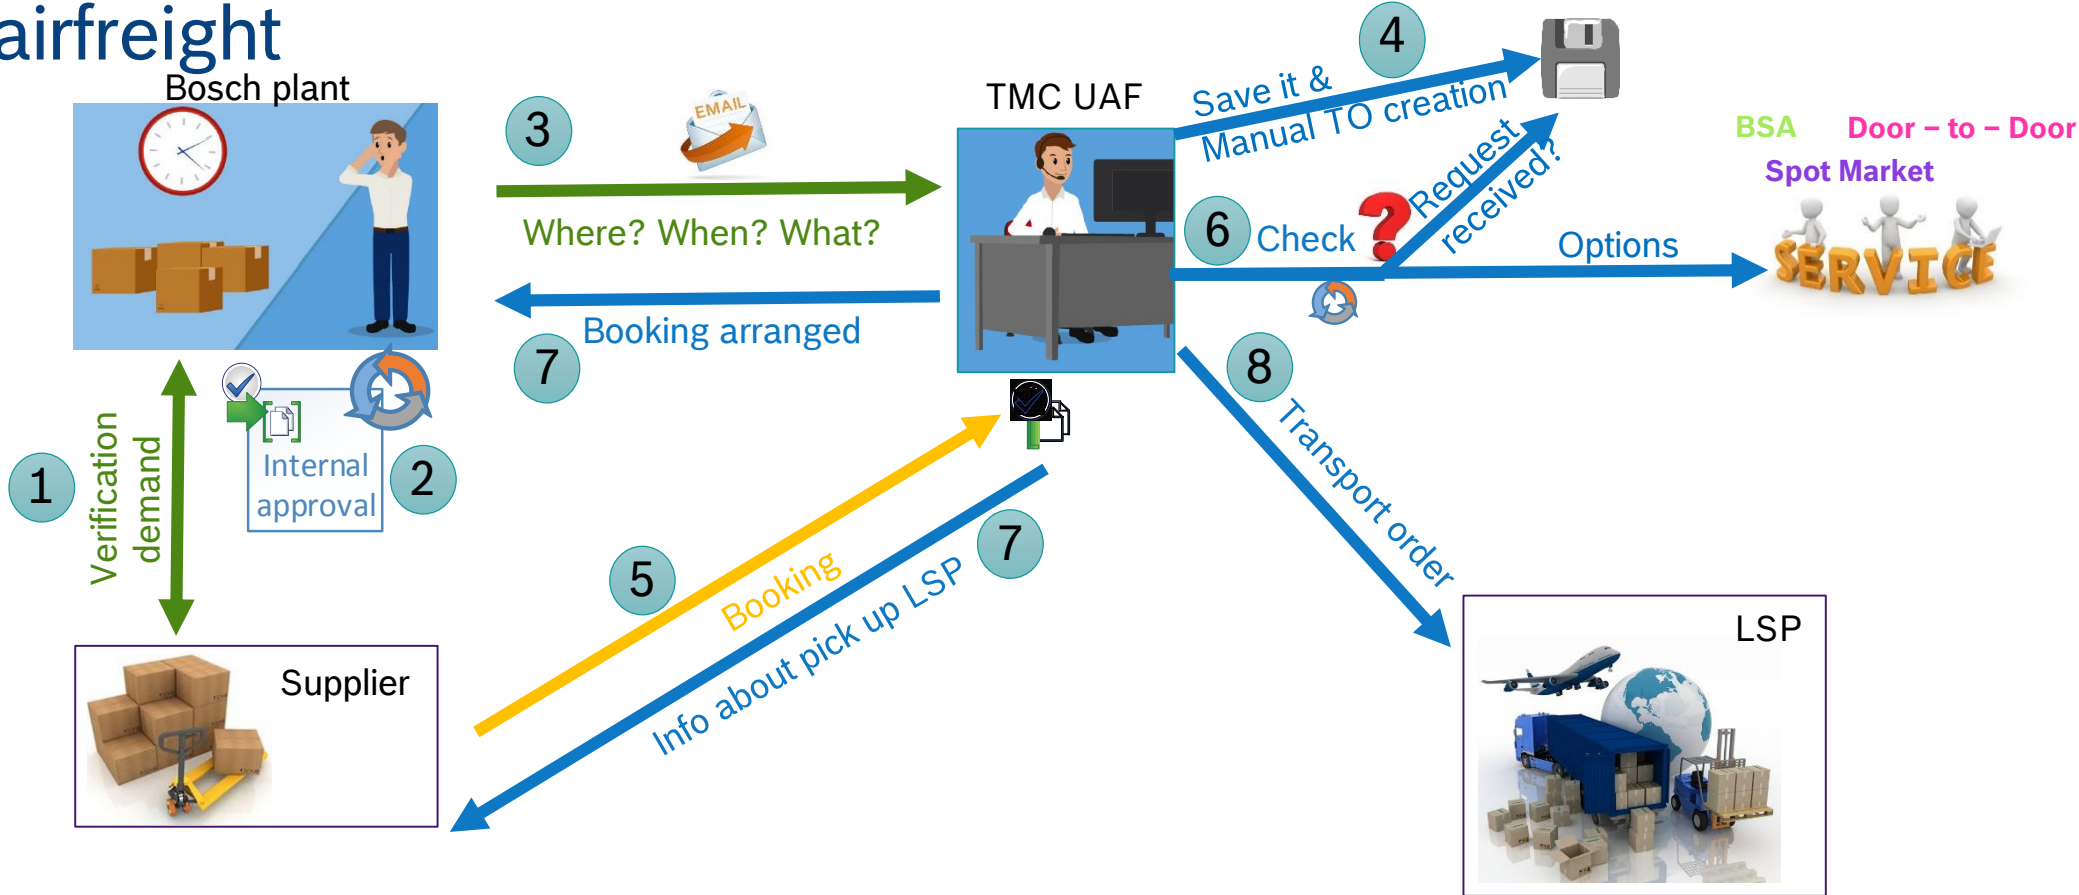 airfreight
Bosch plant
TMC UAF
3
EMAIL
Where? When? What?
4
Save it &
Manual TO creation
Request
received?
6
Check
?
Options
BSA
Door – to – Door
Spot Market
SERVICE
Booking arranged
7
1
Verification
demand
Internal
approval
2
5
Booking
7
Info about pick up LSP
8
Transport order
Supplier
LSP